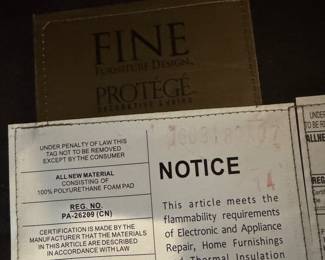 FINE
FURNITURE DESIGN
PROTÉGÉ
UNDER PENALTY OF LAW THIS
TAG NOT TO BE REMOVED
EXCEPT BY THE CONSUMER
ALL NEW MATERIAL
CONSISTING OF
100% POLYURETHANE FOAM PAD
REG. NO.
PA-26209 (CN)
CERTIFICATION IS MADE BY THE
MANUFACTURER THAT THE MATERIALS
IN THIS ARTICLE ARE DESCRIBED
IN ACCORDANCE WITH LAW
NOTICE
This article meets the
flammability requirements
of Electronic and Appliance
Repair, Home Furnishings
and Thermal Insulation